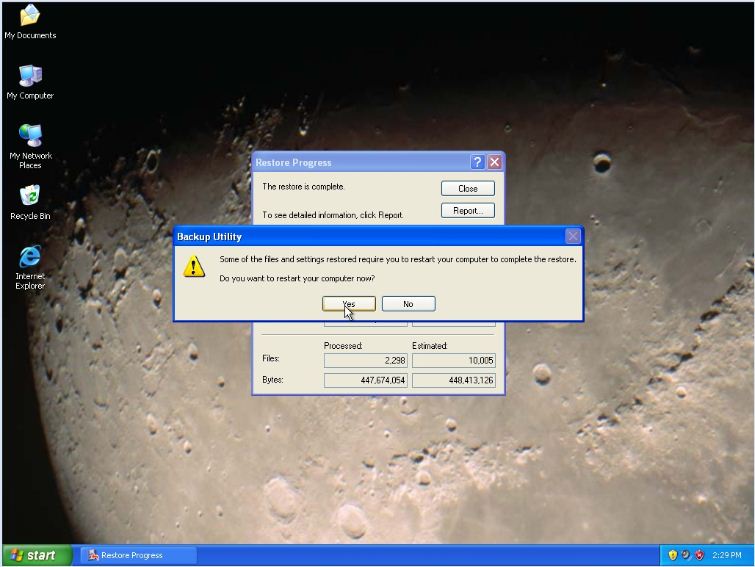 My Documents
My Computer
My Network
Places
Recycle Bin
Internet
Explorer
Restore Progress
The restore is complete.
Close
To see detailed information, click Report.
Report...
Backup Utility
Some of the files and settings restored require you to restart your computer to complete the restore.
Do you want to restart your computer now?
Yes
No
Processed:
Estimated:
Files:
2,298
10,005
Bytes:
447,674,054
448,413,126
start
Restore Progress
2:29 PM